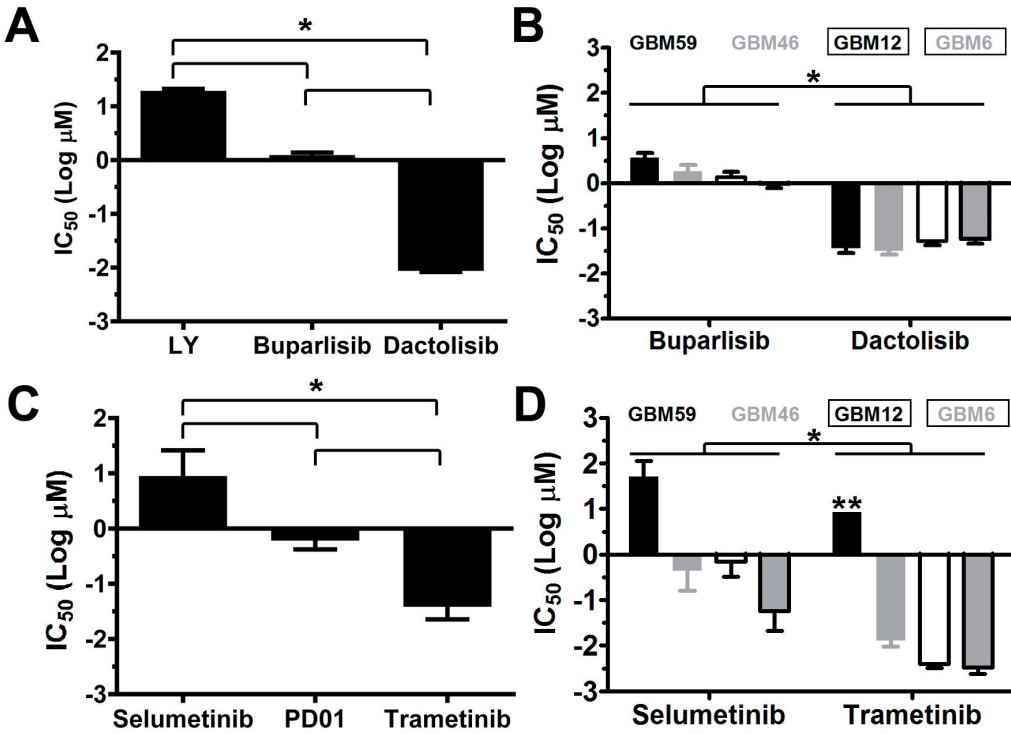 A
IC50 (Log μM)
2
1
0
-1
-2
-3
*
LY Buparlisib Dactolisib
B
IC50 (Log μM)
3
2
1
0
-1
-2
-3
GBM59 GBM46 GBM12 GBM6
*
Buparlisib Dactolisib
C
IC50 (Log μM)
2
1
0
-1
-2
-3
*
Selumetinib PD01 Trametinib
D
IC50 (Log μM)
3
2
1
0
-1
-2
-3
GBM59 GBM46 GBM12 GBM6
*
**
Selumetinib Trametinib